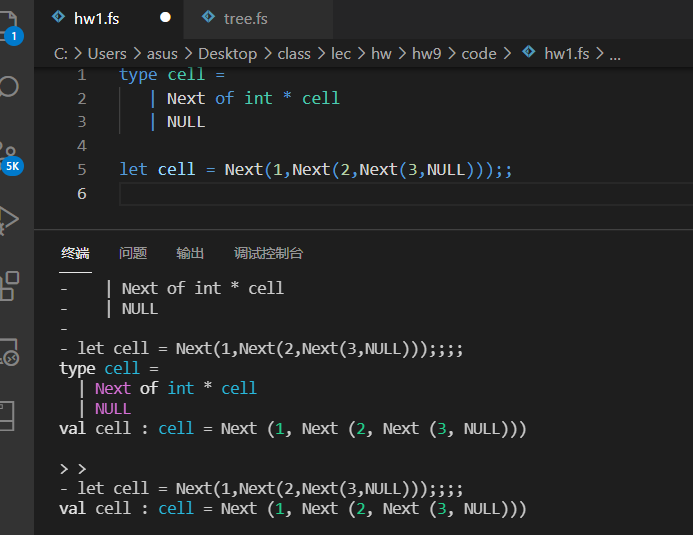 hw1.fs
tree.fs
C: > Users > asus > Desktop > class > lec > hw > hw9 > code > hw1.fs > ...
1
1 type cell =
2 | Next of int * cell
3 | NULL
4
5 let cell = Next(1,Next(2,Next(3,NULL)));;
6
5K
终端 问题 输出 调试控制台
- | Next of int * cell
- | NULL
-
- let cell = Next(1,Next(2,Next(3,NULL)));;;;
type cell =
| Next of int * cell
| NULL
val cell : cell = Next (1, Next (2, Next (3, NULL)))
> >
- let cell = Next(1,Next(2,Next(3,NULL)));;;;
val cell : cell = Next (1, Next (2, Next (3, NULL)))